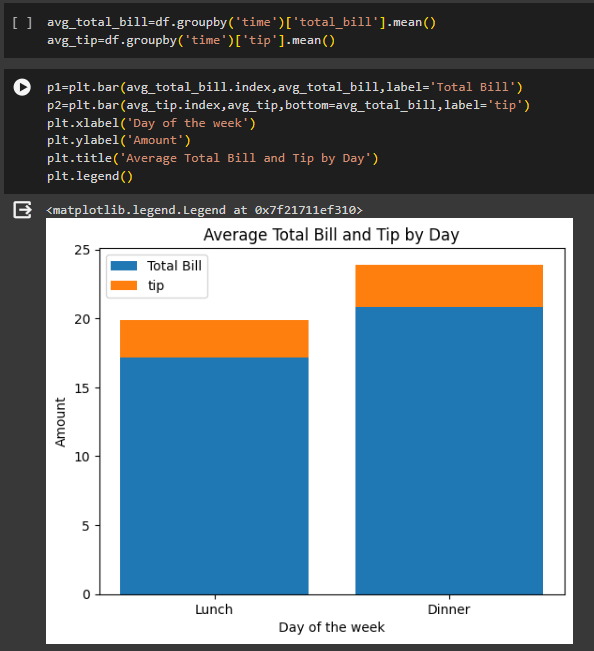 [ ] avg_total_bill=df.groupby('time')['total_bill'].mean()
avg_tip=df.groupby('time')['tip'].mean()
p1=plt.bar(avg_total_bill.index,avg_total_bill,label='Total Bill')
p2=plt.bar(avg_tip.index,avg_tip,bottom=avg_total_bill,label='tip')
plt.xlabel('Day of the week')
plt.ylabel('Amount')
plt.title('Average Total Bill and Tip by Day')
plt.legend()
<matplotlib.legend.Legend at 0x7f21711ef310>
Average Total Bill and Tip by Day
Total Bill
tip
25
20
15
10
5
0
Amount
Lunch Dinner
Day of the week